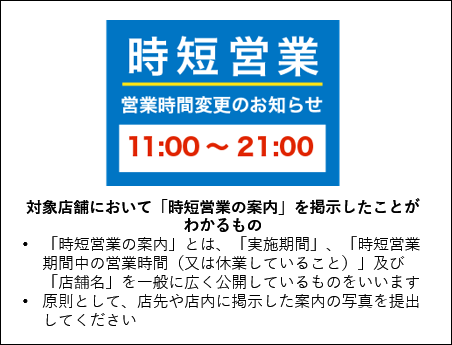 時短営業
営業時間変更のお知らせ
11:00 ~ 21:00
対象店舗において「時短営業の案内」を掲示したことが
わかるもの
• 「時短営業の案内」とは、「実施期間」、「時短営業
期間中の営業時間（又は休業していること）」及び
「店舗名」を一般に広く公開しているものをいいます
• 原則として、店先や店内に掲示した案内の写真を提出
してください